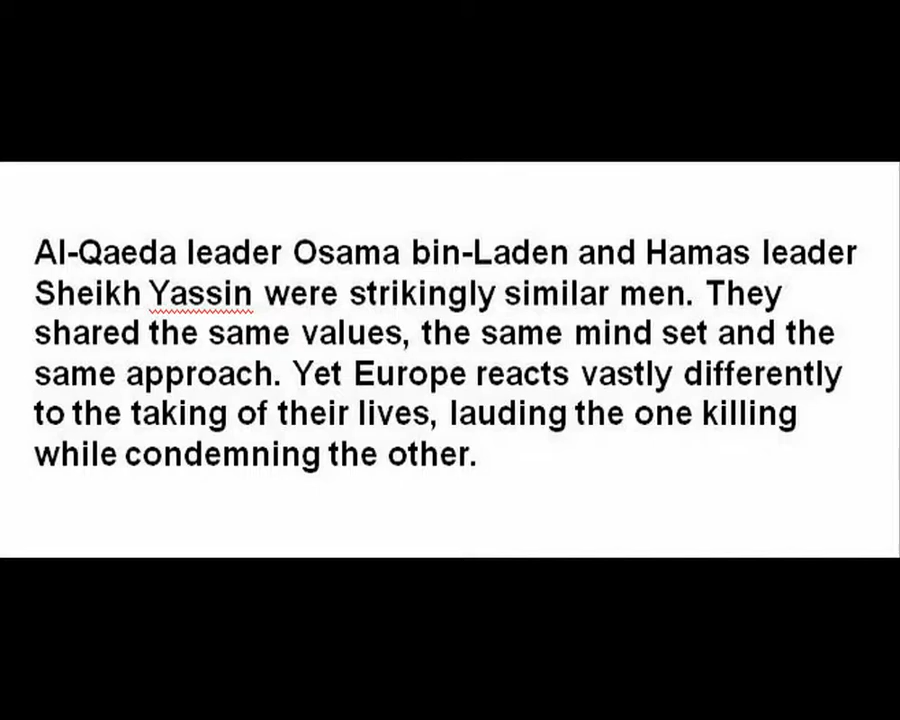 Al-Qaeda leader Osama bin-Laden and Hamas leader
Sheikh Yassin were strikingly similar men. They
shared the same values, the same mind set and the
same approach. Yet Europe reacts vastly differently
to the taking of their lives, lauding the one killing
while condemning the other.